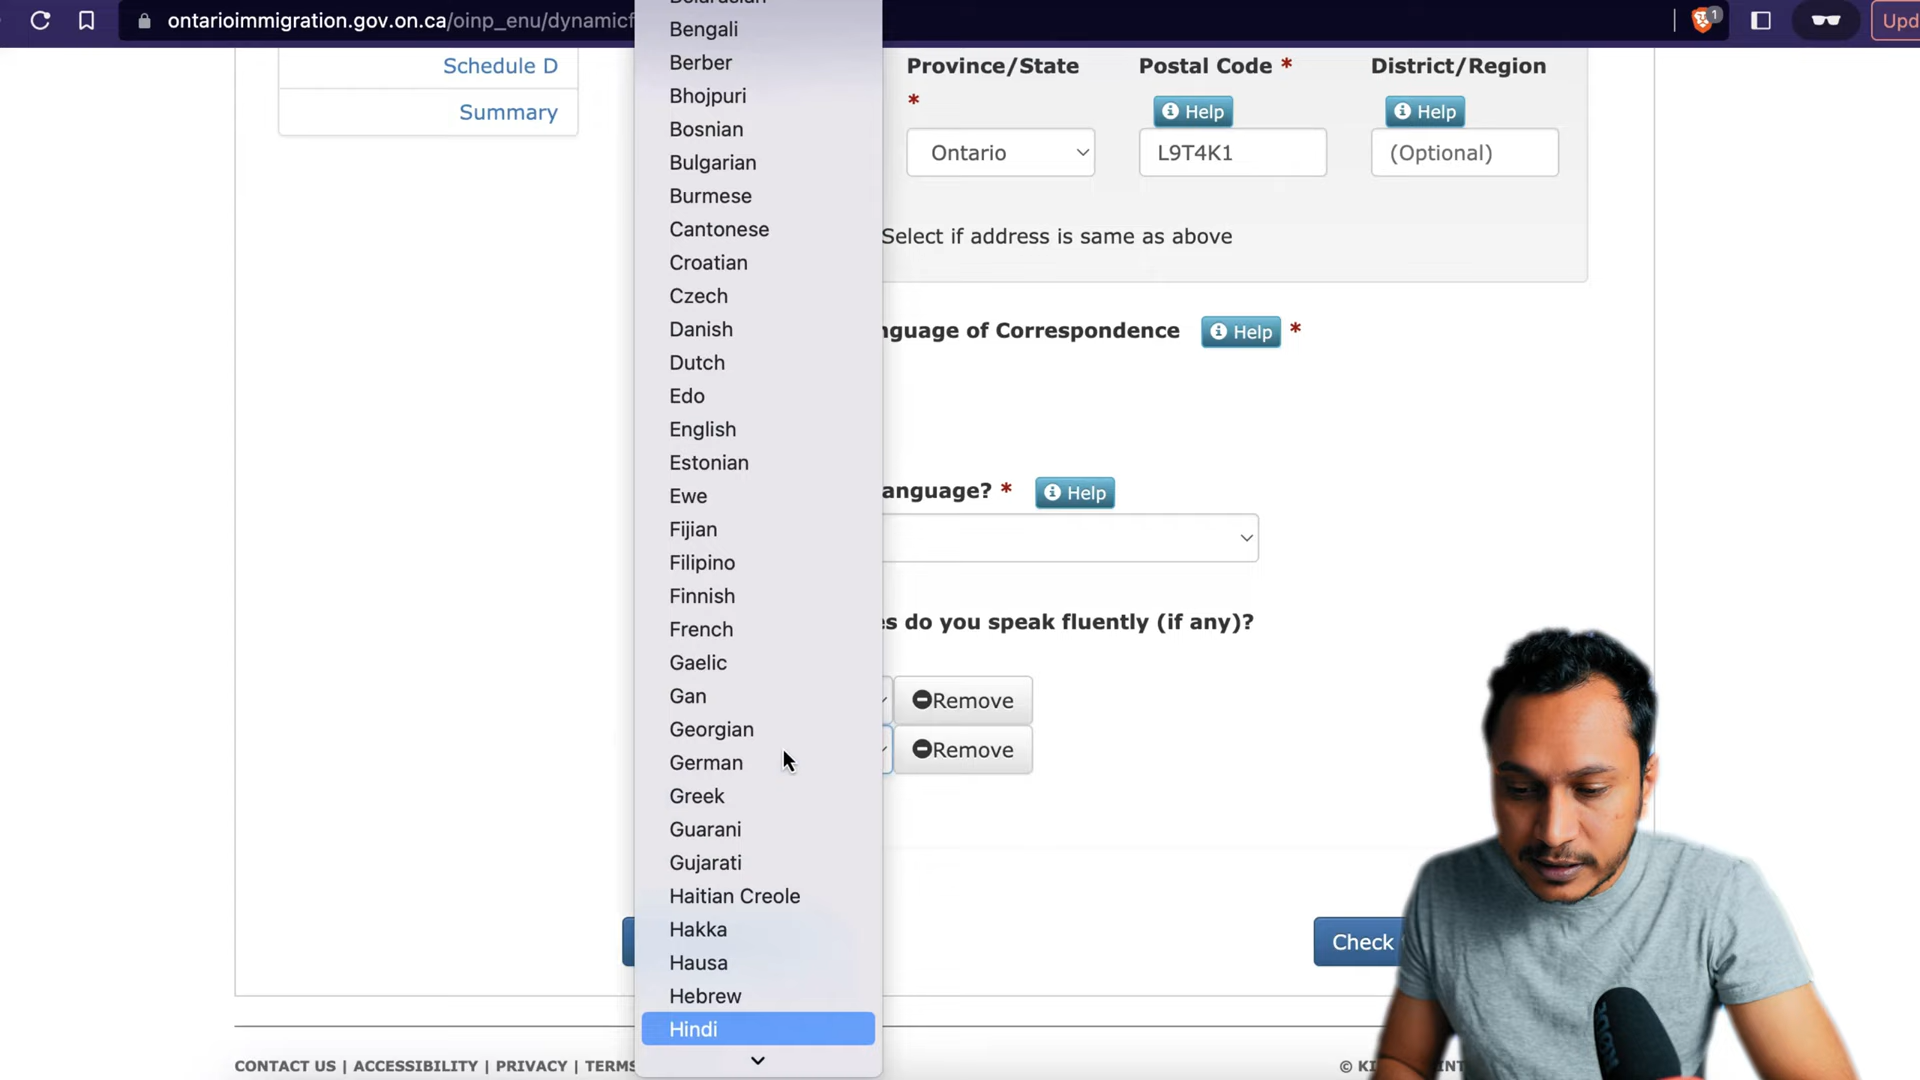 ontarioimmigration.gov.on.ca/oinp_enu/dynamicf
1
Upd
Schedule D
Summary
Bengali
Berber
Bhojpuri
Bosnian
Bulgarian
Burmese
Cantonese
Croatian
Czech
Danish
Dutch
Edo
English
Estonian
Ewe
Fijian
Filipino
Finnish
French
Gaelic
Gan
Georgian
German
Greek
Guarani
Gujarati
Haitian Creole
Hakka
Hausa
Hebrew
Hindi
Province/State *
Postal Code *
District/Region
Help
Help
Ontario
L9T4K1
(Optional)
Select if address is same as above
nguage of Correspondence Help *
anguage? * Help
es do you speak fluently (if any)?
Remove
Remove
Check
CONTACT US | ACCESSIBILITY | PRIVACY | TERMS